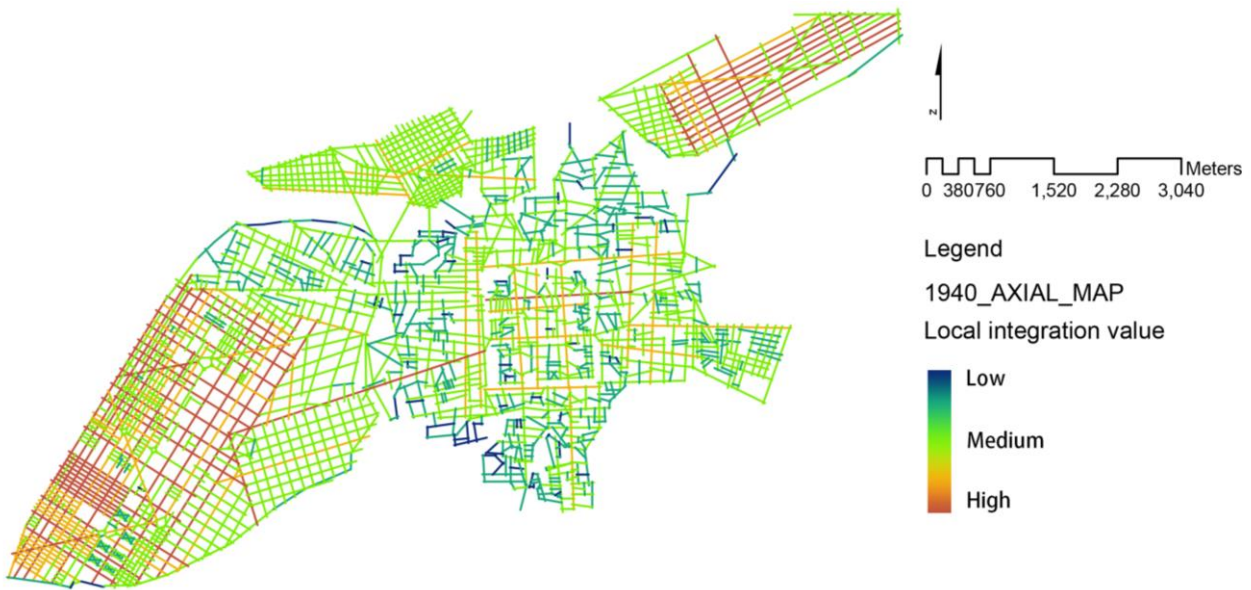 z
Meters
0 380760 1,520 2,280 3,040
Legend
1940_AXIAL_MAP
Local integration value
Low
Medium
High